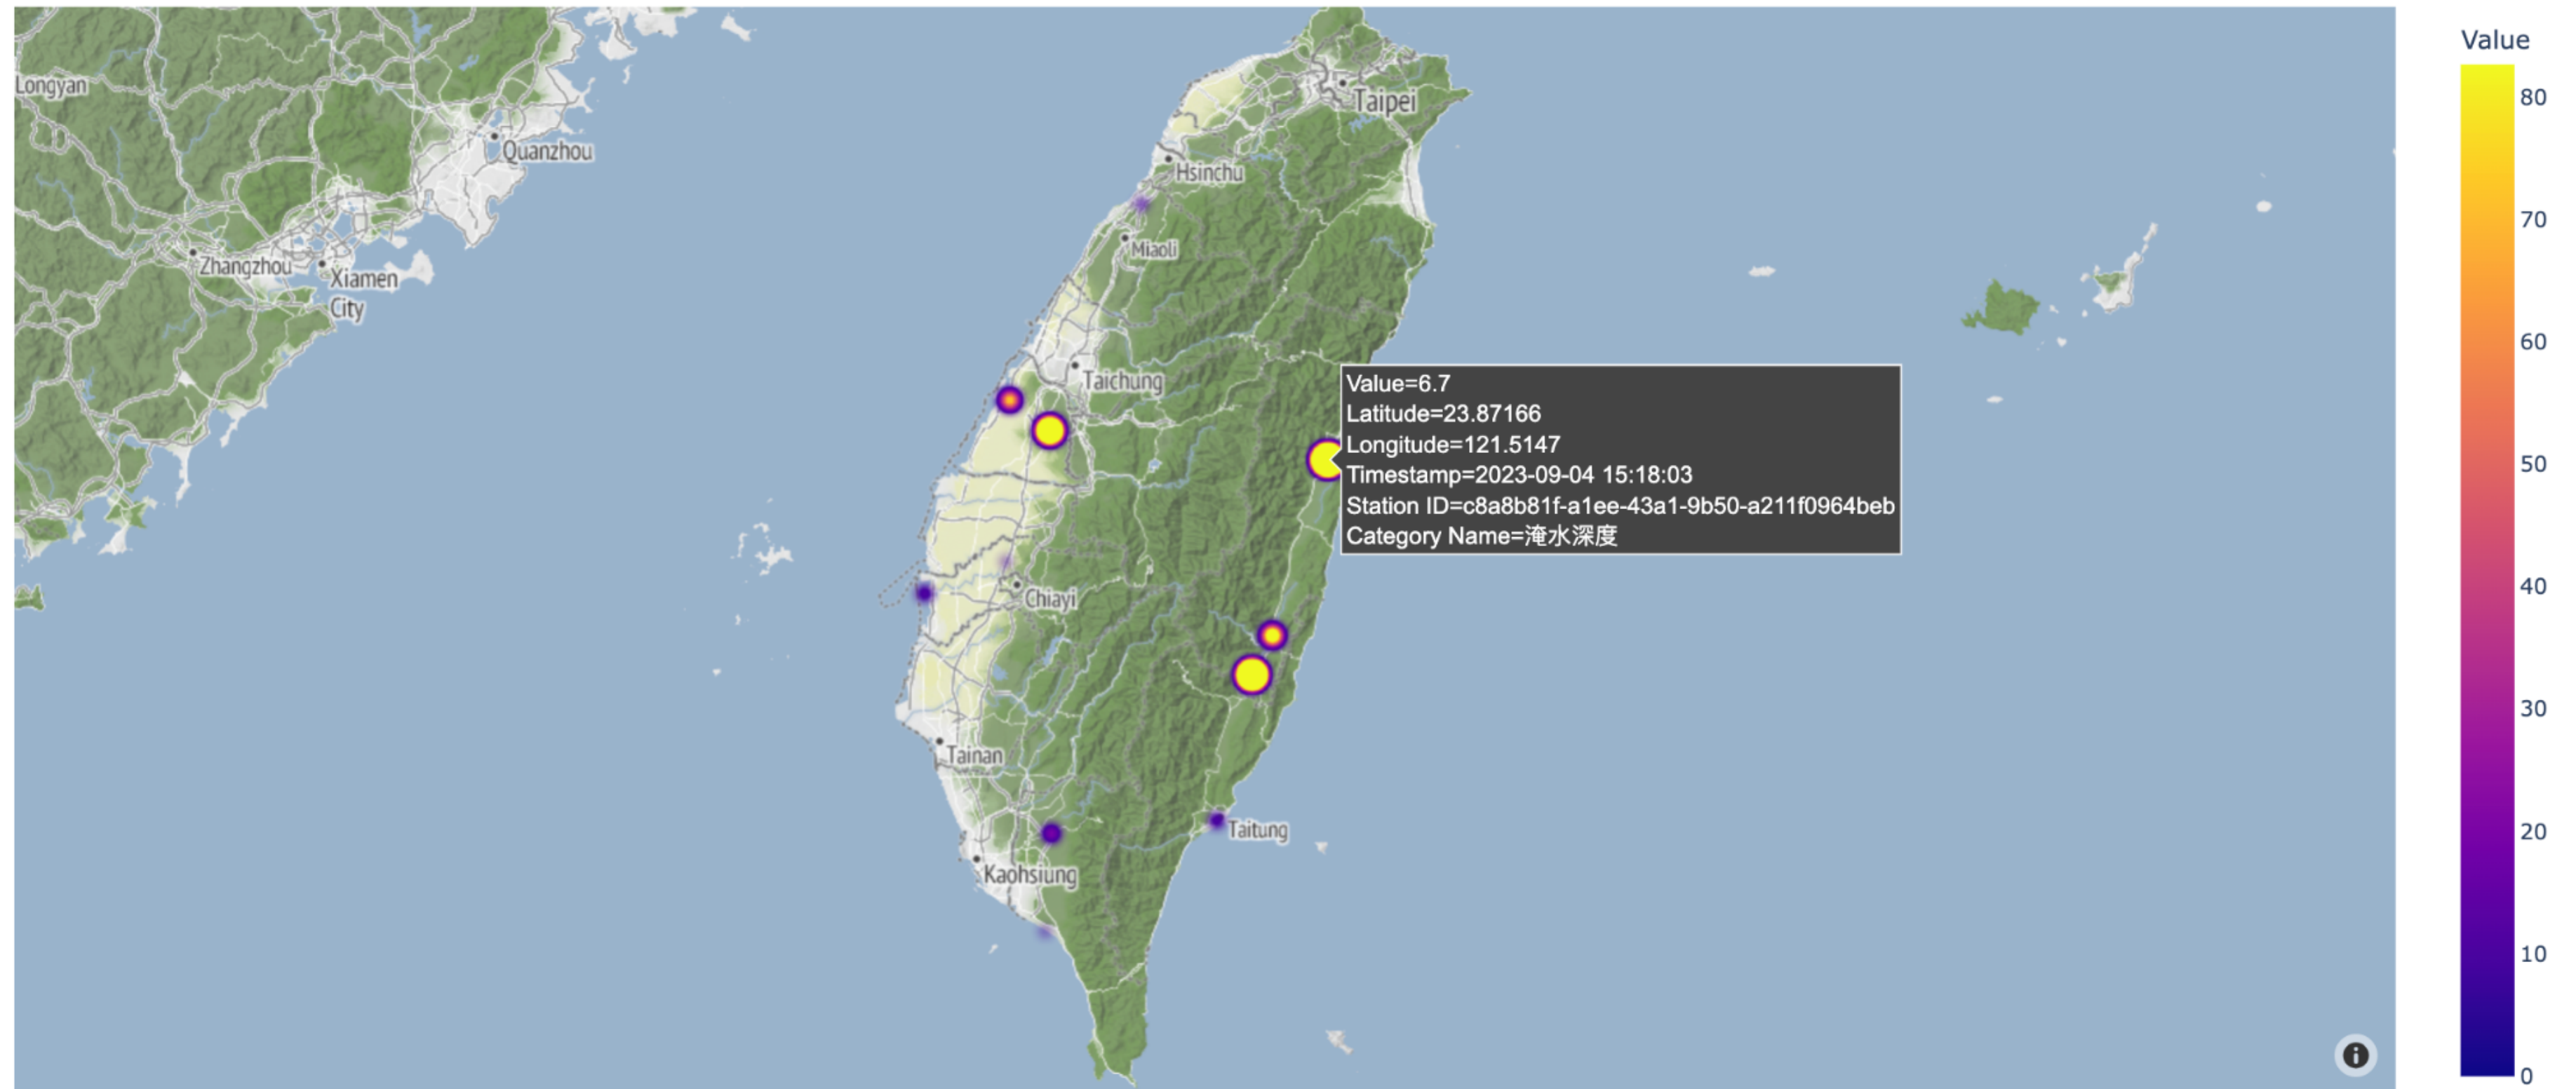 Longyan
Quanzhou
Zhangzhou
Xiamen
City
Taipei
Hsinchu
Miaoli
Taichung
Chiayi
Tainan
Kaohsiung
Taitung
Value=6.7
Latitude=23.87166
Longitude=121.5147
Timestamp=2023-09-04 15:18:03
Station ID=c8a8b81f-a1ee-43a1-9b50-a211f0964beb
Category Name=淹水深度
Value
80
70
60
50
40
30
20
10
0